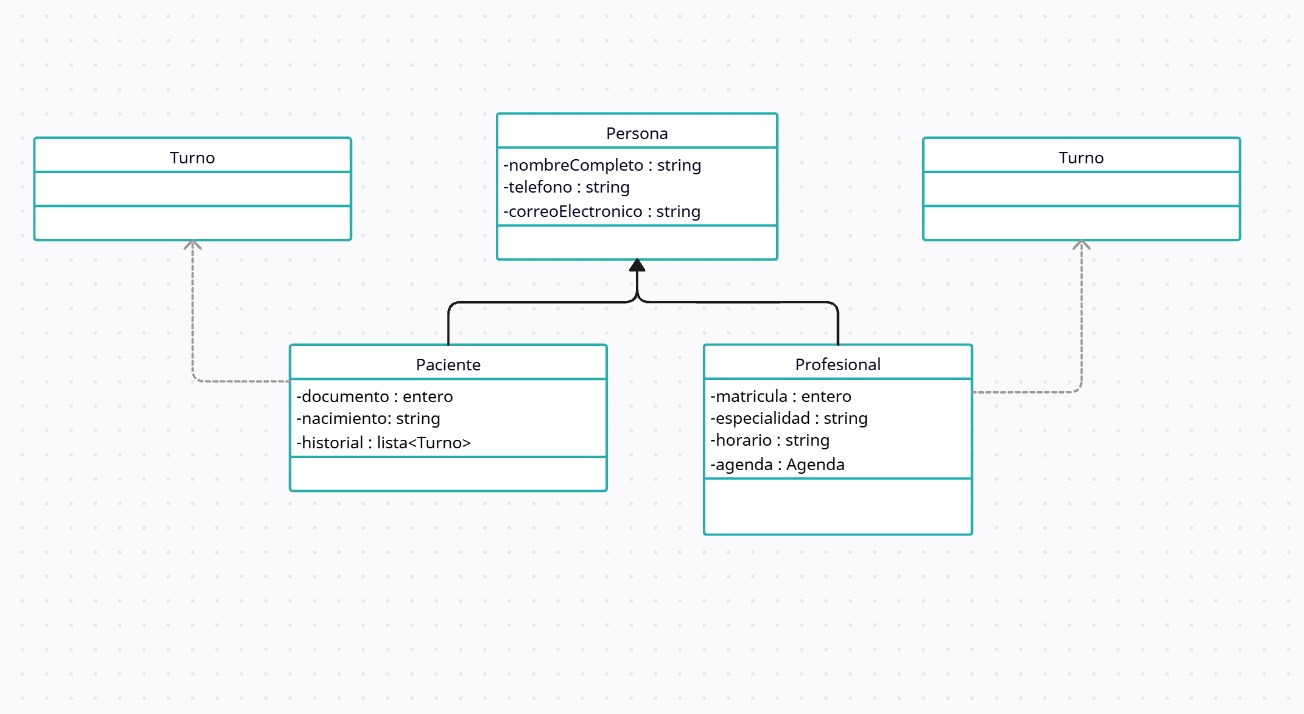 Turno
Persona
-nombreCompleto : string
-telefono : string
-correoElectronico : string
Turno
Paciente
-documento : entero
-nacimiento: string
-historial : lista<Turno>
Profesional
-matricula : entero
-especialidad : string
-horario : string
-agenda : Agenda